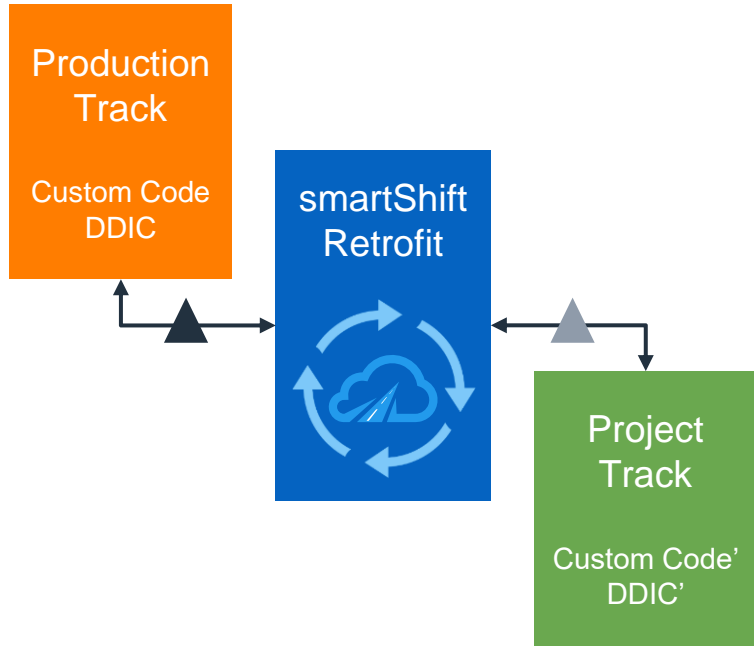 Production
Track
Custom Code
DDIC
smartShift
Retrofit
Project
Track
Custom Code’
DDIC’